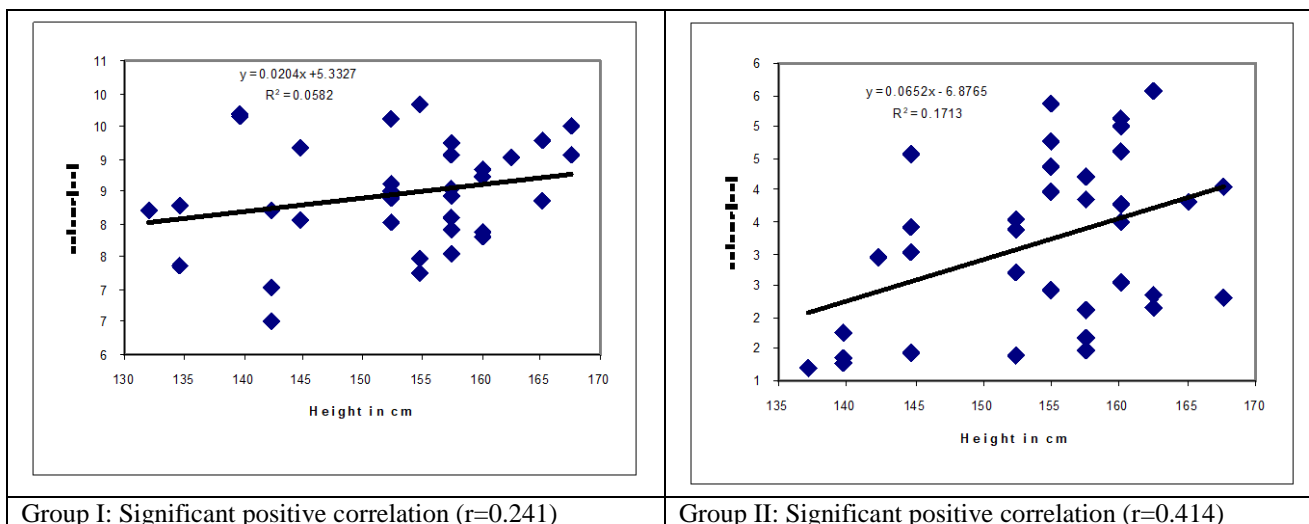 11
y = 0.0204x +5.3327
R² = 0.0582
10
10
9
9
8
8
7
7
6
130 135 140 145 150 155 160 165 170
Height in cm
Group I: Significant positive correlation (r=0.241)
6
y = 0.0652x - 6.8765
R² = 0.1713
6
5
5
4
4
3
3
2
2
1
135 140 145 150 155 160 165 170
Height in cm
Group II: Significant positive correlation (r=0.414)